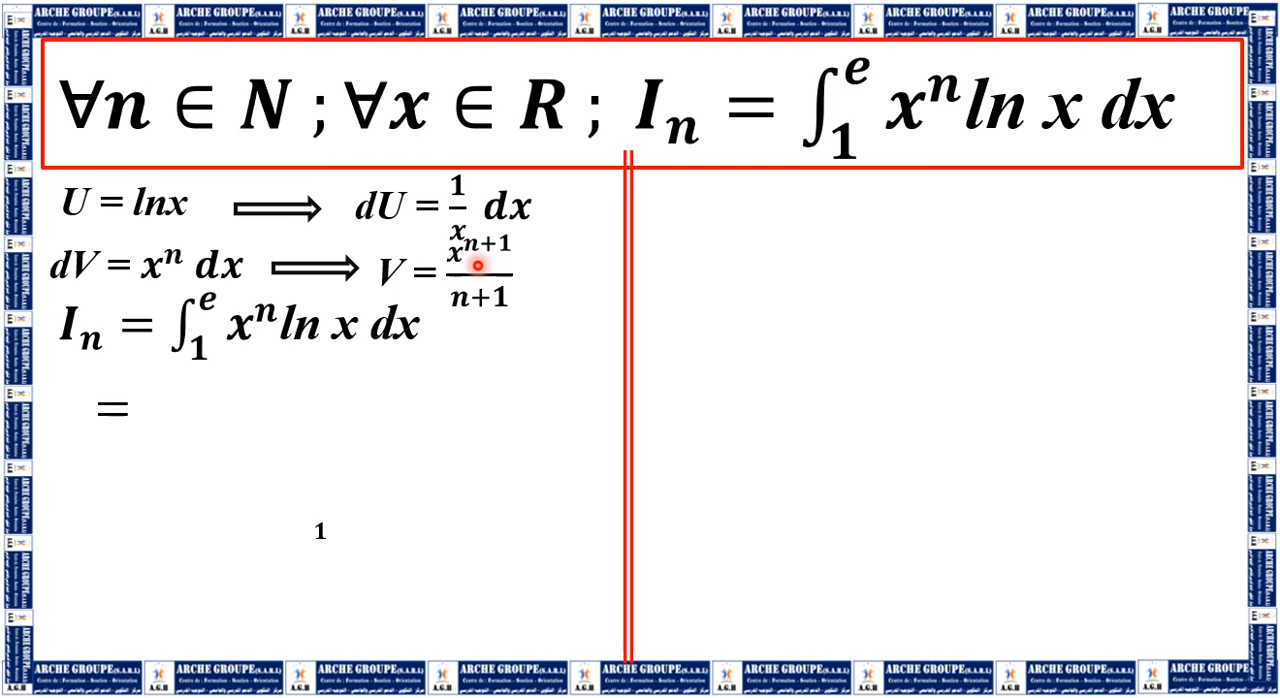 ARCHE GROUPE(S.A.R.L)
Centre de : Formation - Soutien - Orientation
A.G.H
∀n ∈ N ; ∀x ∈ R ; Iₙ = ∫₁ᵉ xⁿ ln x dx
U = lnx ⟹ dU = 1/x dx
dV = xⁿ dx ⟹ V = xⁿ⁺¹/n+1
Iₙ = ∫₁ᵉ xⁿ ln x dx
=
1